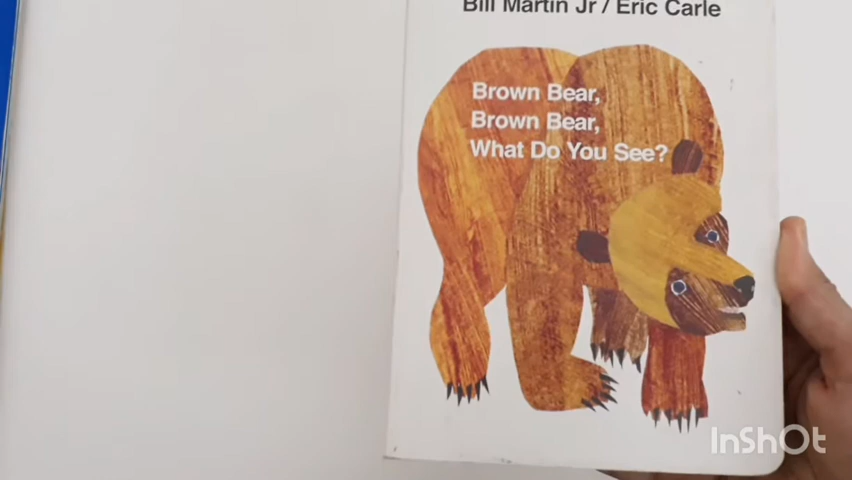 Bill Martin Jr / Eric Carle
Brown Bear,
Brown Bear,
What Do You See?
InShOt